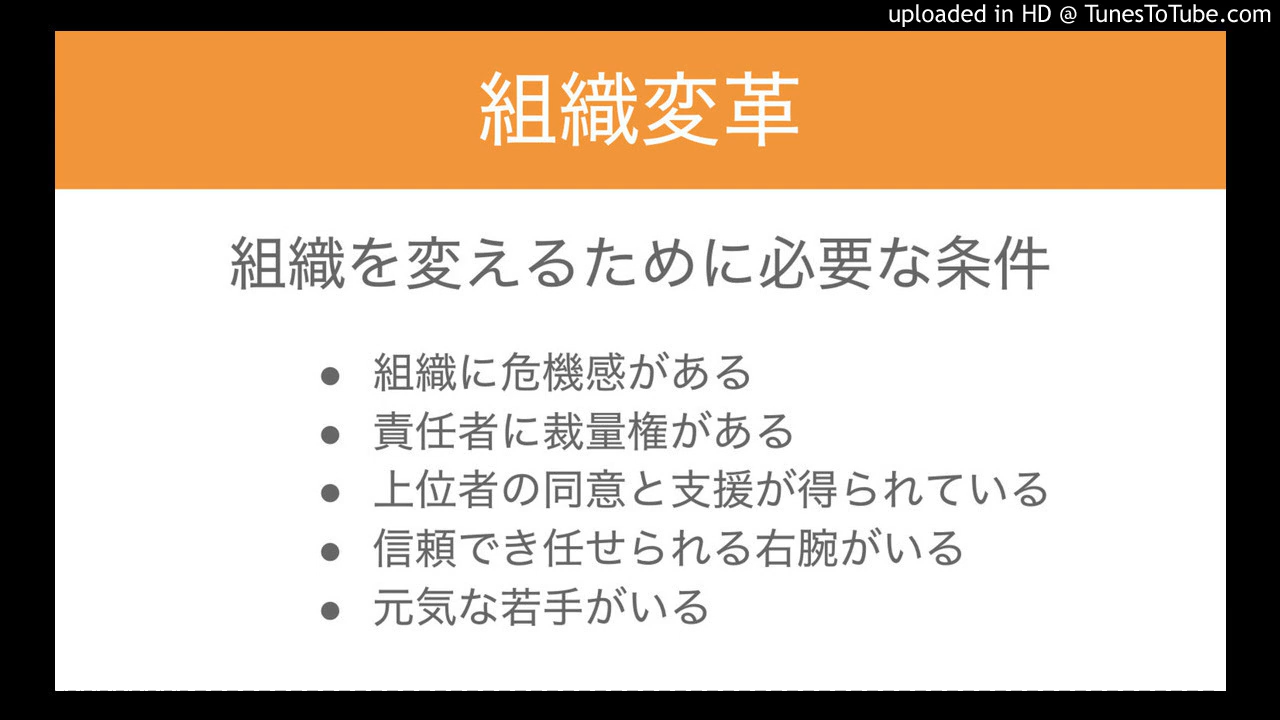 uploaded in HD @ TunesToTube.com
組織変革
組織を変えるために必要な条件
● 組織に危機感がある
● 責任者に裁量権がある
● 上位者の同意と支援が得られている
● 信頼でき任せられる右腕がいる
● 元気な若手がいる